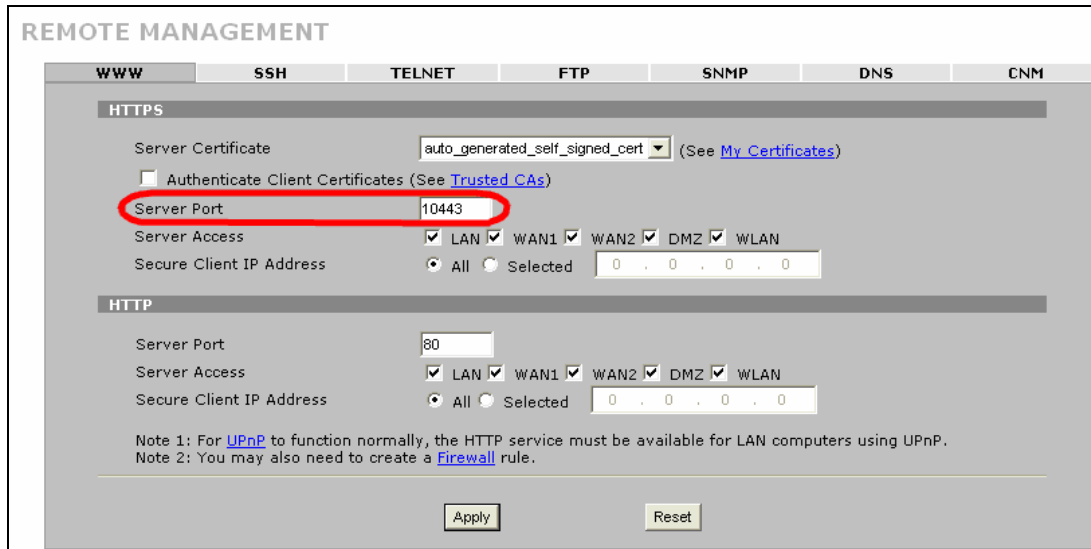 REMOTE MANAGEMENT
WWW SSH TELNET FTP SNMP DNS CNM
HTTPS
Server Certificate auto_generated_self_signed_cert (See My Certificates)
Authenticate Client Certificates (See Trusted CAs)
Server Port 10443
Server Access LAN WAN1 WAN2 DMZ WLAN
Secure Client IP Address All Selected 0 . 0 . 0 . 0
HTTP
Server Port 80
Server Access LAN WAN1 WAN2 DMZ WLAN
Secure Client IP Address All Selected 0 . 0 . 0 . 0
Note 1: For UPnP to function normally, the HTTP service must be available for LAN computers using UPnP.
Note 2: You may also need to create a Firewall rule.
Apply Reset